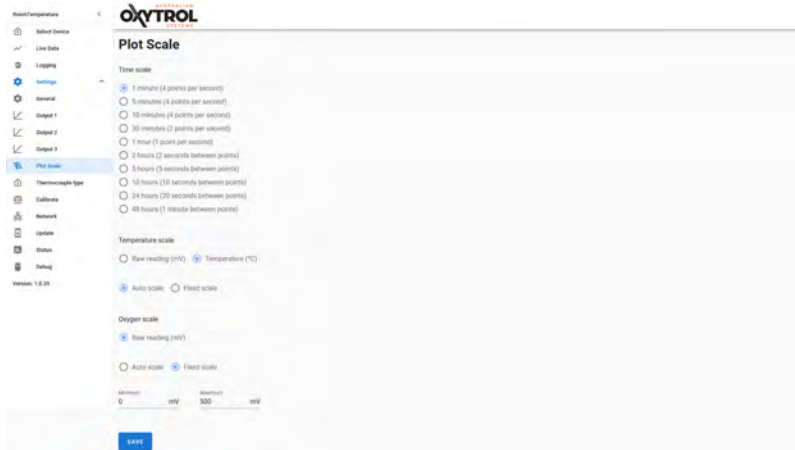 RoomTemperature
Select Device
Live Data
Logging
Settings
General
Output 1
Output 2
Output 3
Plot Scale
Thermocouple type
Calibrate
Network
Update
Status
Debug
Version: 1.0.35
AUSTRALIAN
OXYTROL
SYSTEMS
Plot Scale
Time scale
1 minute (4 points per second)
5 minutes (4 points per second)
10 minutes (4 points per second)
30 minutes (2 points per second)
1 hour (1 point per second)
2 hours (2 seconds between points)
5 hours (5 seconds between points)
10 hours (10 seconds between points)
24 hours (20 seconds between points)
48 hours (1 minute between points)
Temperature scale
Raw reading (mV) Temperature (°C)
Auto scale Fixed scale
Oxygen scale
Raw reading (mV)
Auto scale Fixed scale
Minimum Maximum
0 mV 500 mV
SAVE